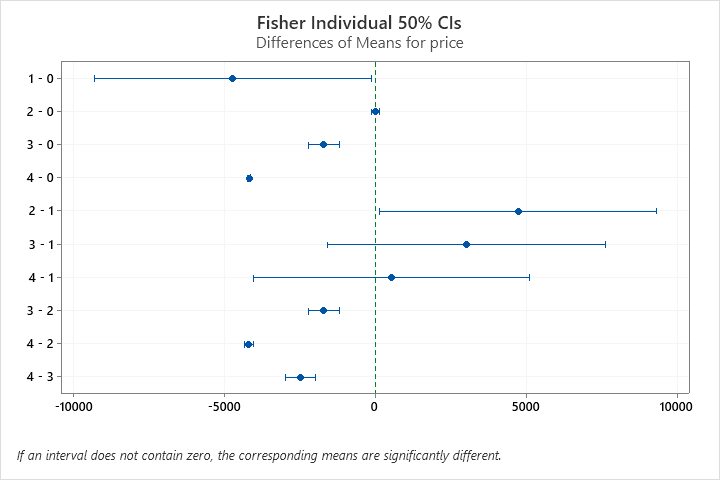 Fisher Individual 50% CIs
Differences of Means for price
1 - 0
2 - 0
3 - 0
4 - 0
2 - 1
3 - 1
4 - 1
3 - 2
4 - 2
4 - 3
-10000 -5000 0 5000 10000
If an interval does not contain zero, the corresponding means are significantly different.